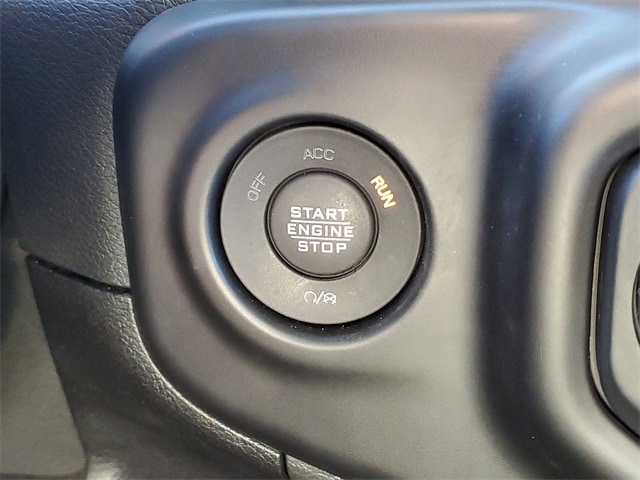 ACC
OFF
RUN
START
ENGINE
STOP